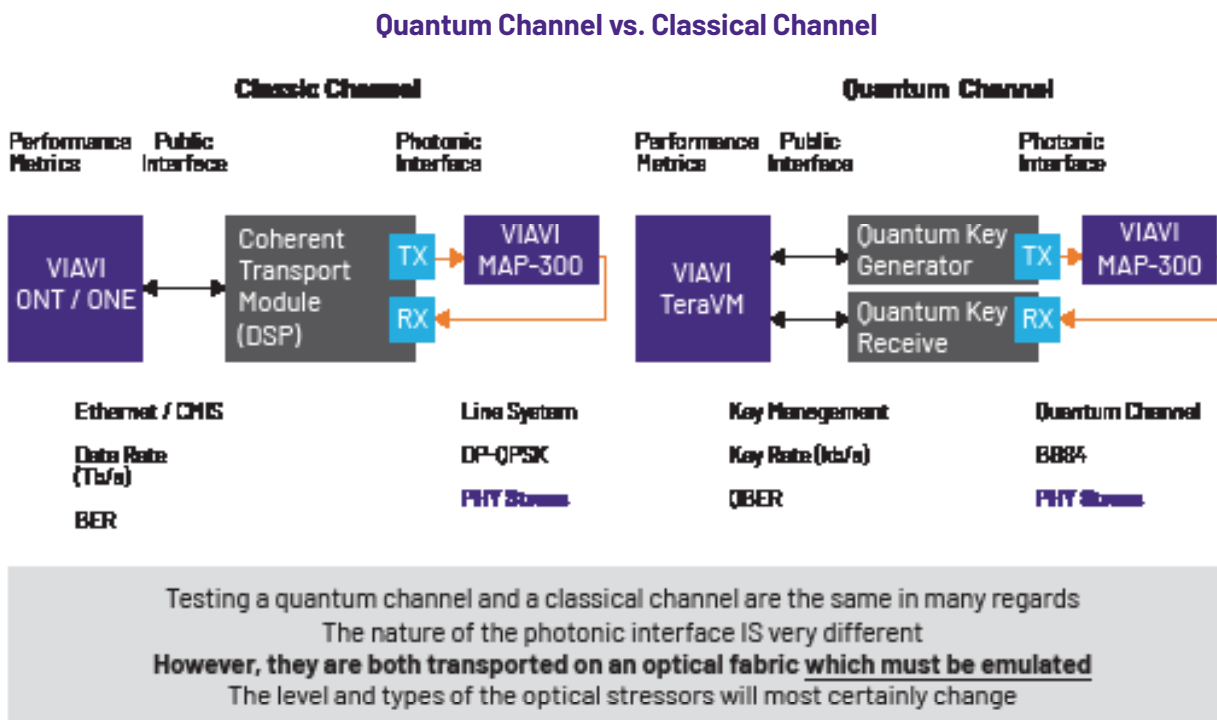 Quantum Channel vs. Classical Channel
Classic Channel
Performance
Metrics
Public
Interface
Photonic
Interface
VIAVI
ONT / ONE
Coherent
Transport
Module
(DSP)
TX
RX
VIAVI
MAP-300
Ethernet / CMIS
Data Rate
(Tb/s)
BER
Line System
DP-QPSK
PHY Stress
Quantum Channel
Performance
Metrics
Public
Interface
Photonic
Interface
VIAVI
TeraVM
Quantum Key
Generator
TX
Quantum Key
Receive
RX
VIAVI
MAP-300
Key Management
Key Rate (kb/s)
QBER
Quantum Channel
BB84
PHY Stress
Testing a quantum channel and a classical channel are the same in many regards
The nature of the photonic interface IS very different
However, they are both transported on an optical fabric which must be emulated
The level and types of the optical stressors will most certainly change